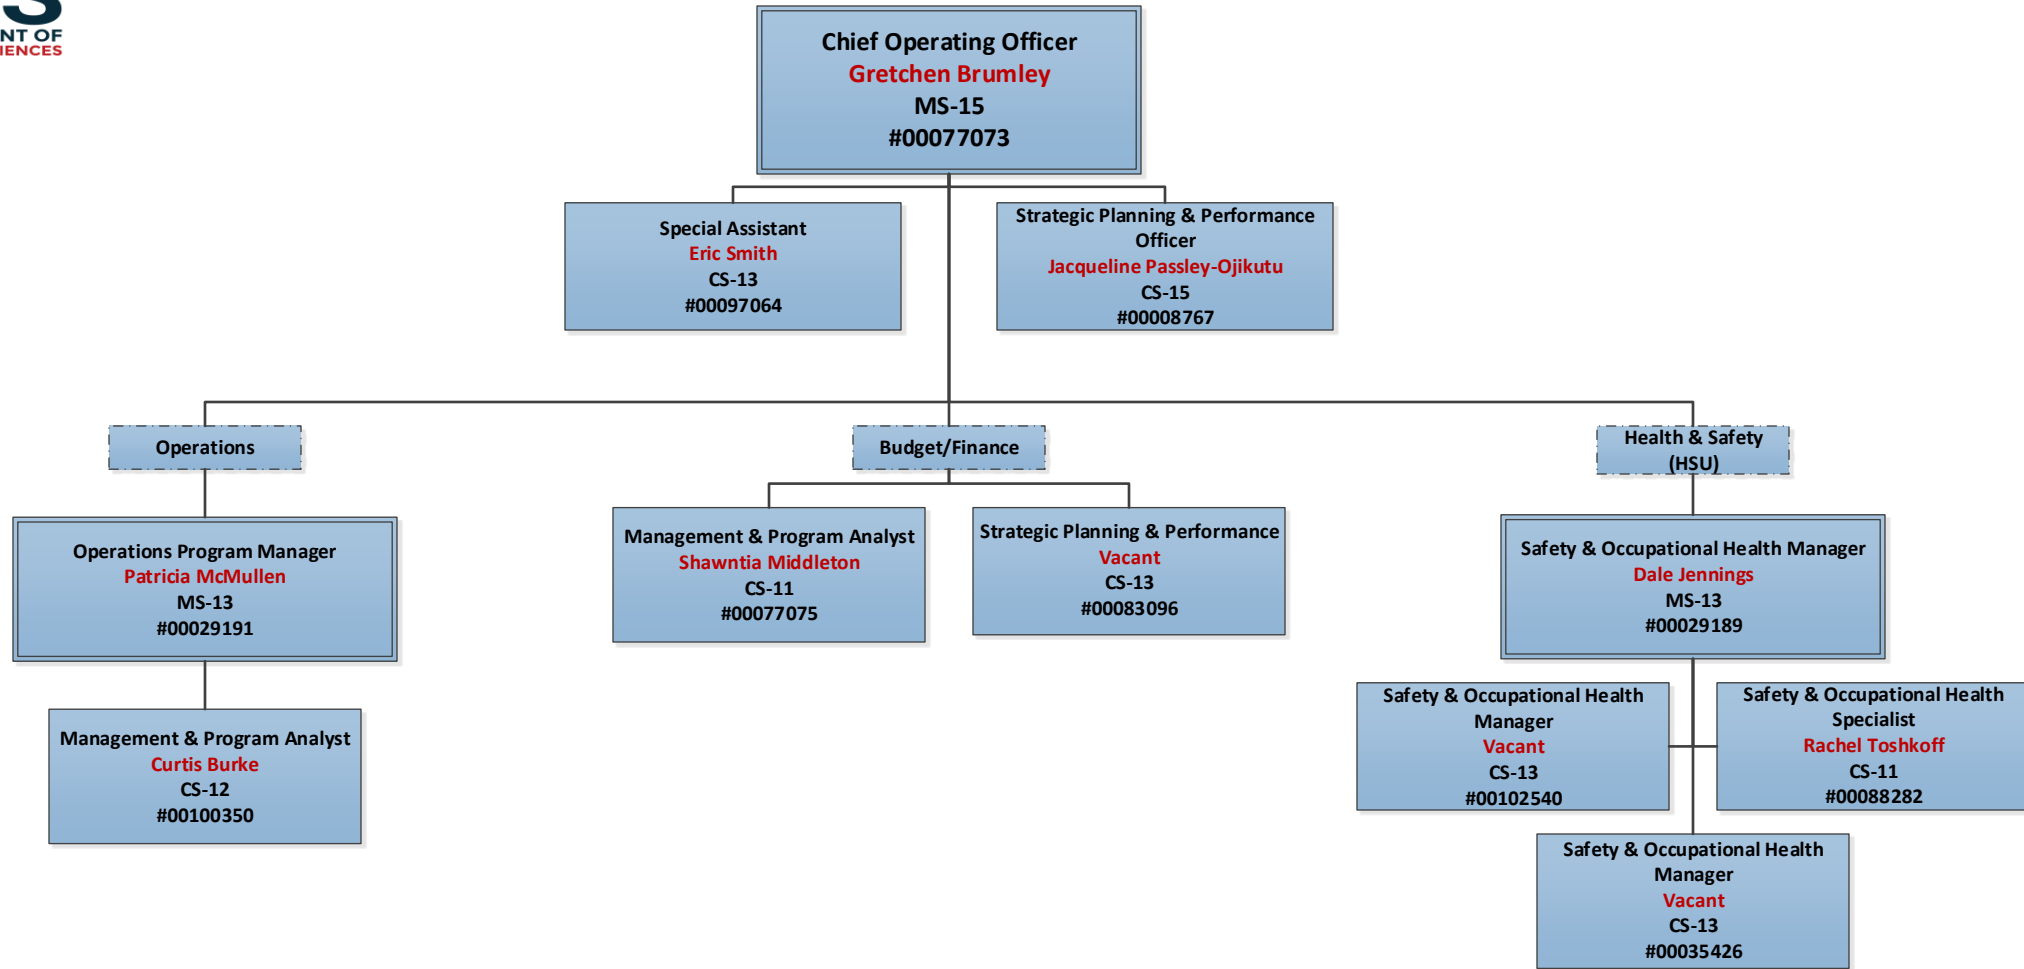 S
NT OF
IENCES
Chief Operating Officer
Gretchen Brumley
MS-15
#00077073
Special Assistant
Eric Smith
CS-13
#00097064
Strategic Planning & Performance
Officer
Jacqueline Passley-Ojikutu
CS-15
#00008767
Operations
Budget/Finance
Health & Safety
(HSU)
Operations Program Manager
Patricia McMullen
MS-13
#00029191
Management & Program Analyst
Shawntia Middleton
CS-11
#00077075
Strategic Planning & Performance
Vacant
CS-13
#00083096
Safety & Occupational Health Manager
Dale Jennings
MS-13
#00029189
Management & Program Analyst
Curtis Burke
CS-12
#00100350
Safety & Occupational Health
Manager
Vacant
CS-13
#00102540
Safety & Occupational Health
Specialist
Rachel Toshkoff
CS-11
#00088282
Safety & Occupational Health
Manager
Vacant
CS-13
#00035426